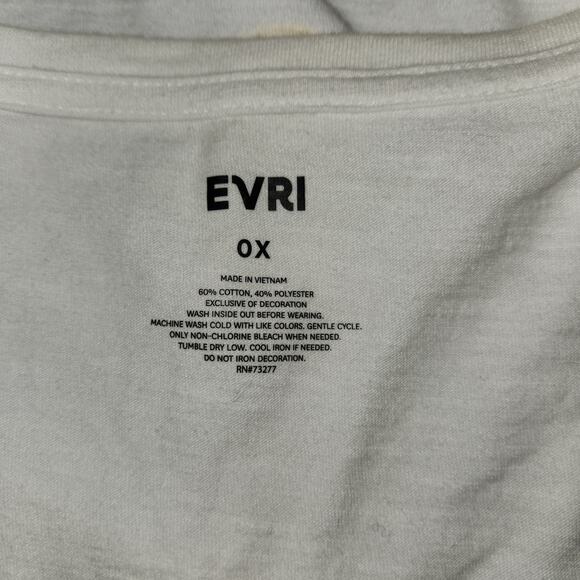 EVRI
0X
MADE IN VIETNAM
60% COTTON, 40% POLYESTER
EXCLUSIVE OF DECORATION
WASH INSIDE OUT BEFORE WEARING.
MACHINE WASH COLD WITH LIKE COLORS. GENTLE CYCLE.
ONLY NON-CHLORINE BLEACH WHEN NEEDED.
TUMBLE DRY LOW. COOL IRON IF NEEDED.
DO NOT IRON DECORATION.
RN#73277